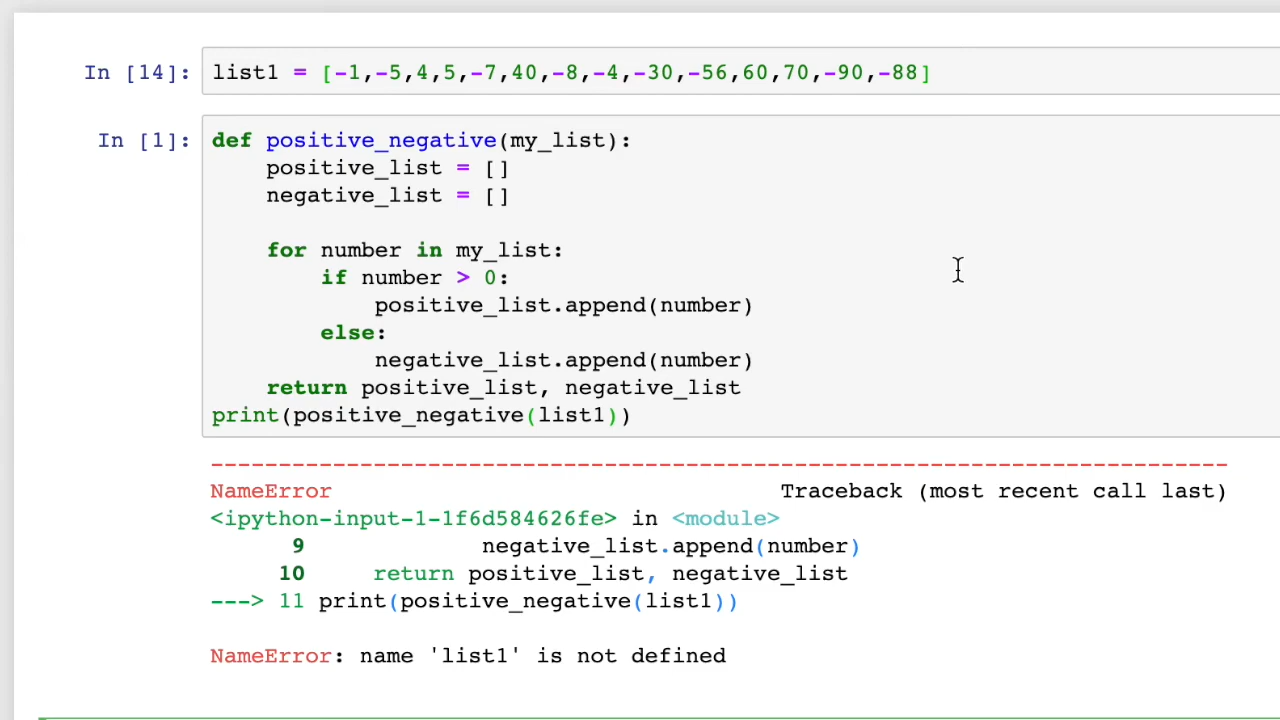 In [14]: list1 = [-1,-5,4,5,-7,40,-8,-4,-30,-56,60,70,-90,-88]
In [1]: def positive_negative(my_list):
    positive_list = []
    negative_list = []
    for number in my_list:
        if number > 0:
            positive_list.append(number)
        else:
            negative_list.append(number)
    return positive_list, negative_list
print(positive_negative(list1))
---------------------------------------------------------------------------
NameError                                 Traceback (most recent call last)
<ipython-input-1-1f6d584626fe> in <module>
      9             negative_list.append(number)
     10     return positive_list, negative_list
---> 11 print(positive_negative(list1))
NameError: name 'list1' is not defined